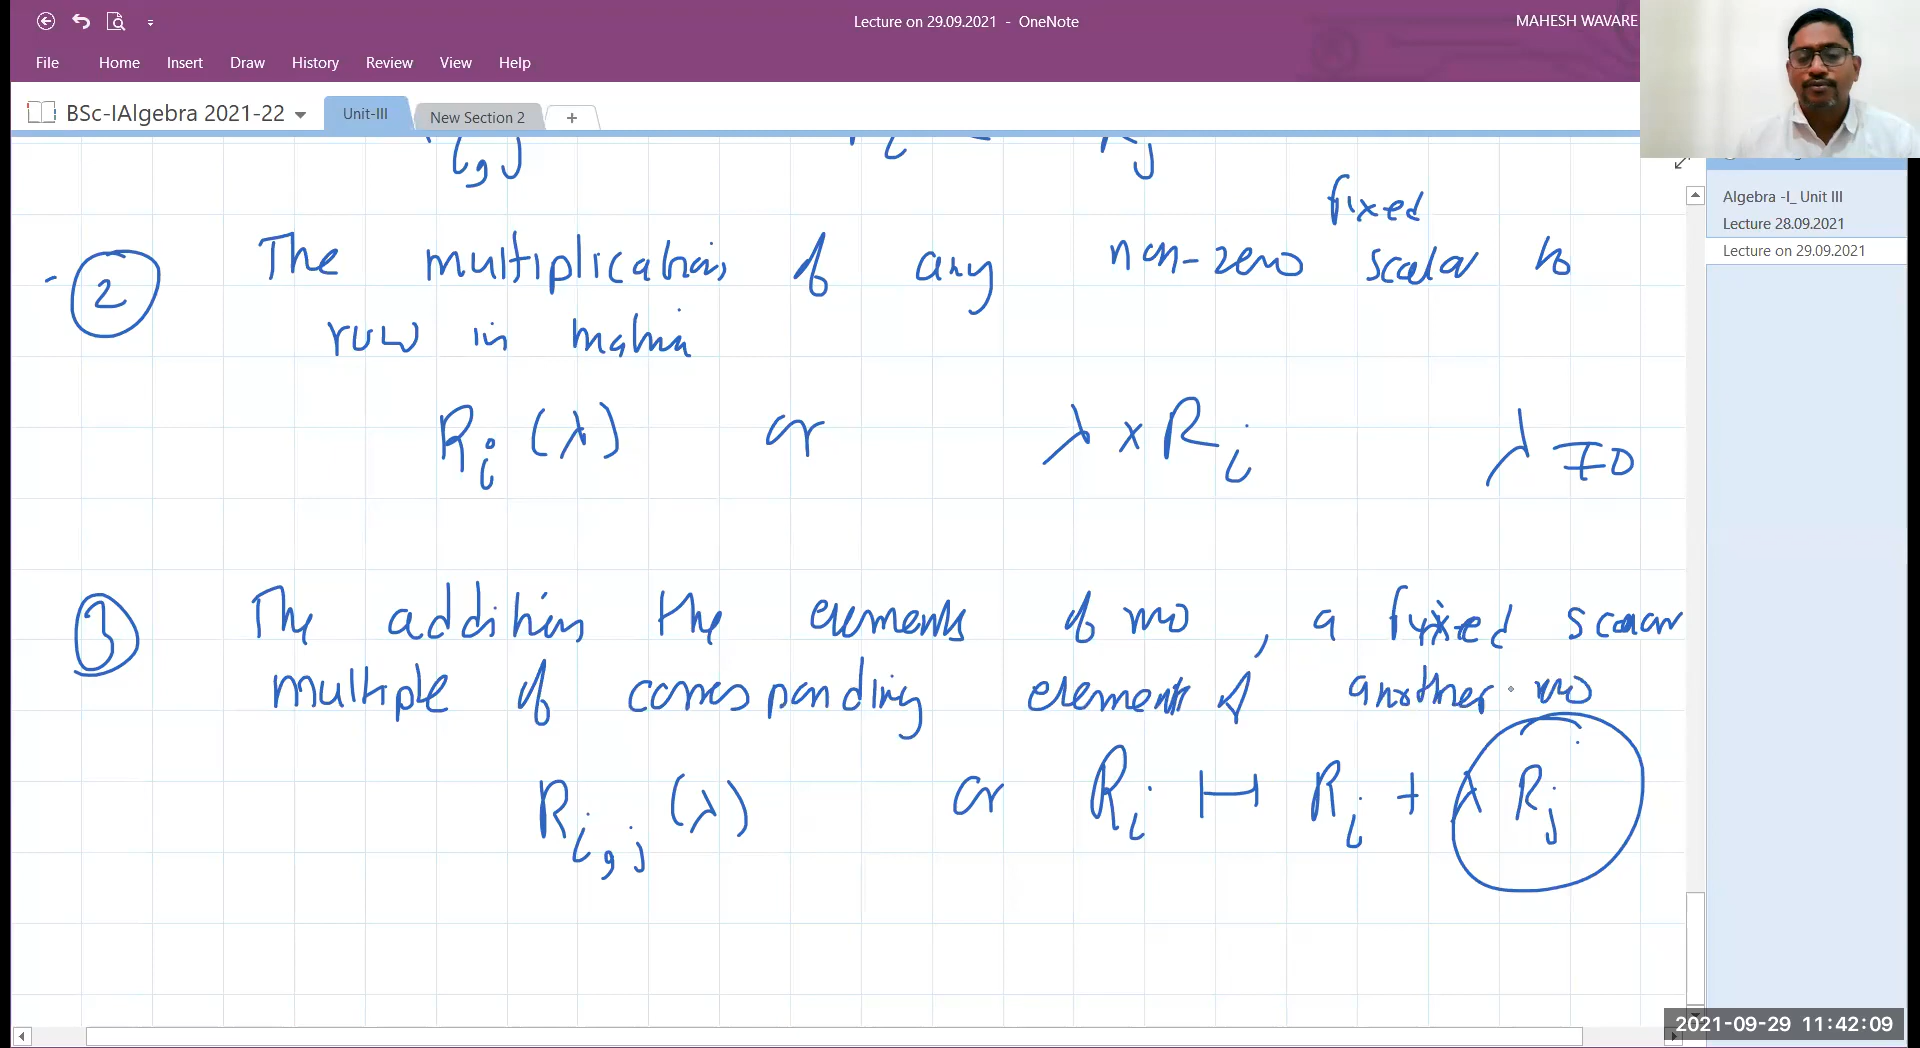 Lecture on 29.09.2021 - OneNote
MAHESH WAVARE
File Home Insert Draw History Review View Help
BSc-IAlgebra 2021-22
Unit-III
New Section 2
+
Algebra -I_ Unit III
Lecture 28.09.2021
Lecture on 29.09.2021
i, j
fixed
2 The multiplication of any non-zero scalar to
row in matrix
Ri (λ) or λ × Ri λ ≠ 0
3 The addition the elements of row, a fixed scalar
multiple of corresponding element of another row
Ri,j (λ) or Ri ↦ Ri + λ Rj
2021-09-29 11:42:09